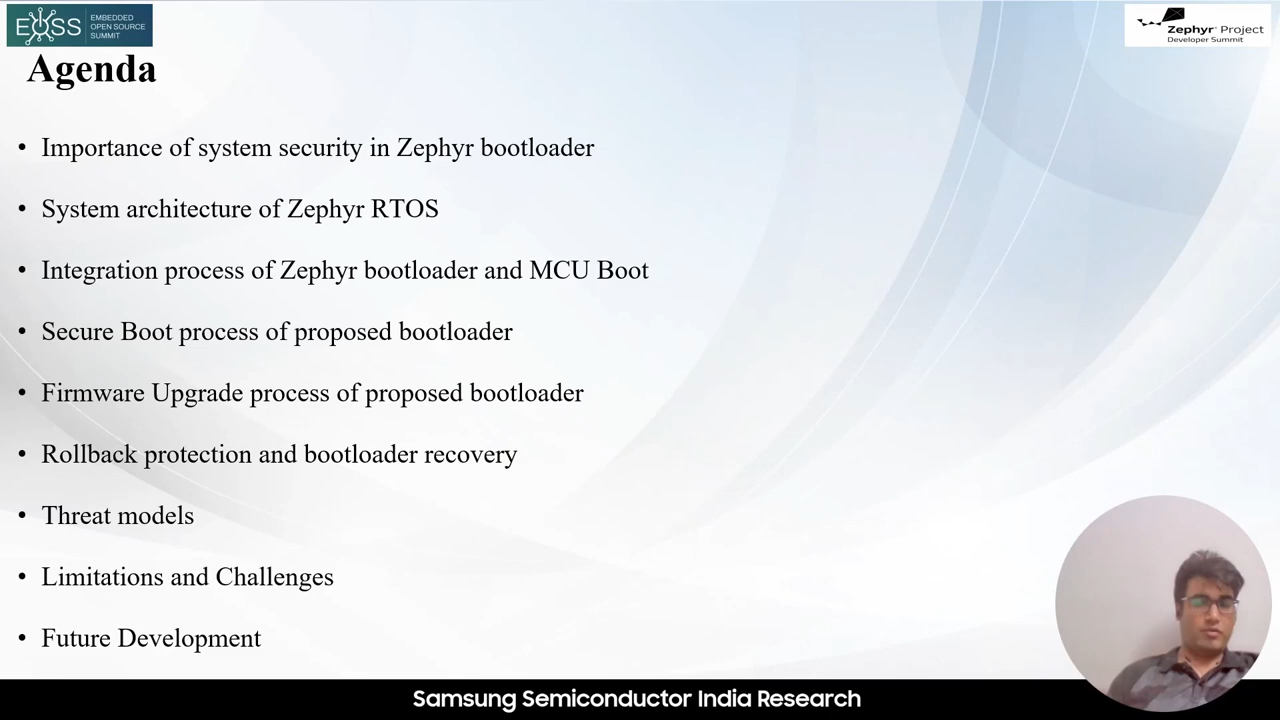 EOSS
EMBEDDED
OPEN SOURCE
SUMMIT
Zephyr Project
Developer Summit
Agenda
• Importance of system security in Zephyr bootloader
• System architecture of Zephyr RTOS
• Integration process of Zephyr bootloader and MCU Boot
• Secure Boot process of proposed bootloader
• Firmware Upgrade process of proposed bootloader
• Rollback protection and bootloader recovery
• Threat models
• Limitations and Challenges
• Future Development
Samsung Semiconductor India Research